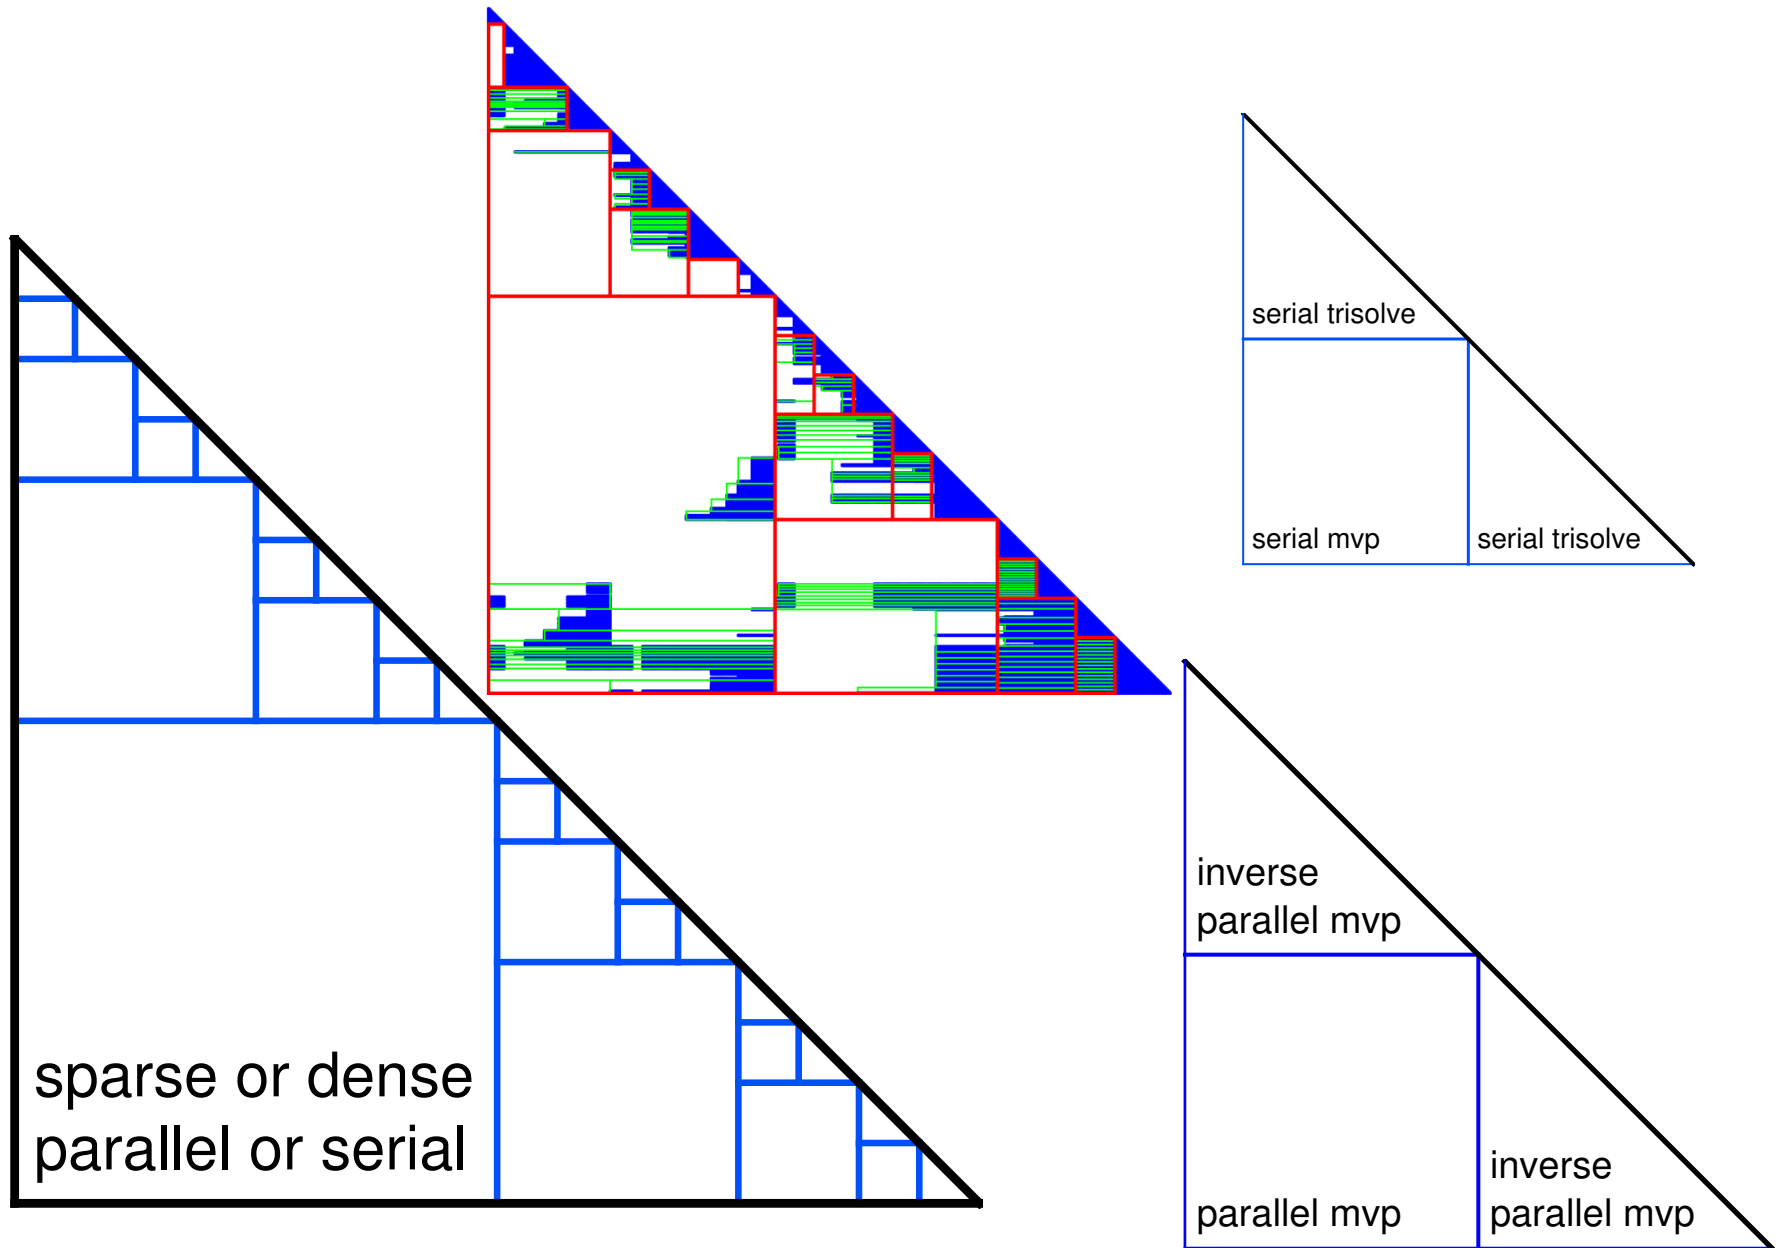 serial trisolve
serial mvp
serial trisolve
inverse
parallel mvp
parallel mvp
inverse
parallel mvp
sparse or dense
parallel or serial